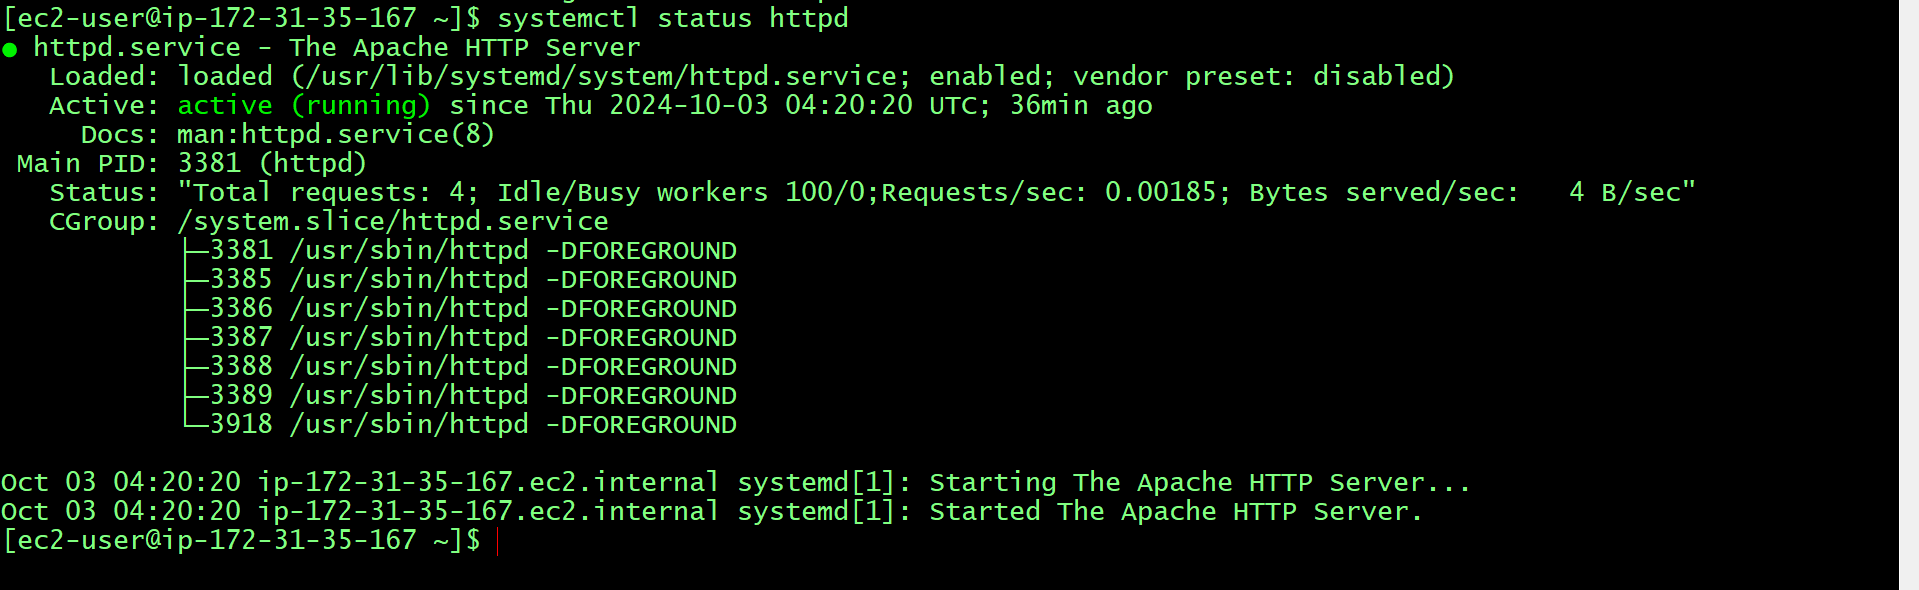 [ec2-user@ip-172-31-35-167 ~]$ systemctl status httpd
● httpd.service - The Apache HTTP Server
   Loaded: loaded (/usr/lib/systemd/system/httpd.service; enabled; vendor preset: disabled)
   Active: active (running) since Thu 2024-10-03 04:20:20 UTC; 36min ago
     Docs: man:httpd.service(8)
 Main PID: 3381 (httpd)
   Status: "Total requests: 4; Idle/Busy workers 100/0;Requests/sec: 0.00185; Bytes served/sec:   4 B/sec"
   CGroup: /system.slice/httpd.service
           ├─3381 /usr/sbin/httpd -DFOREGROUND
           ├─3385 /usr/sbin/httpd -DFOREGROUND
           ├─3386 /usr/sbin/httpd -DFOREGROUND
           ├─3387 /usr/sbin/httpd -DFOREGROUND
           ├─3388 /usr/sbin/httpd -DFOREGROUND
           ├─3389 /usr/sbin/httpd -DFOREGROUND
           └─3918 /usr/sbin/httpd -DFOREGROUND

Oct 03 04:20:20 ip-172-31-35-167.ec2.internal systemd[1]: Starting The Apache HTTP Server...
Oct 03 04:20:20 ip-172-31-35-167.ec2.internal systemd[1]: Started The Apache HTTP Server.
[ec2-user@ip-172-31-35-167 ~]$